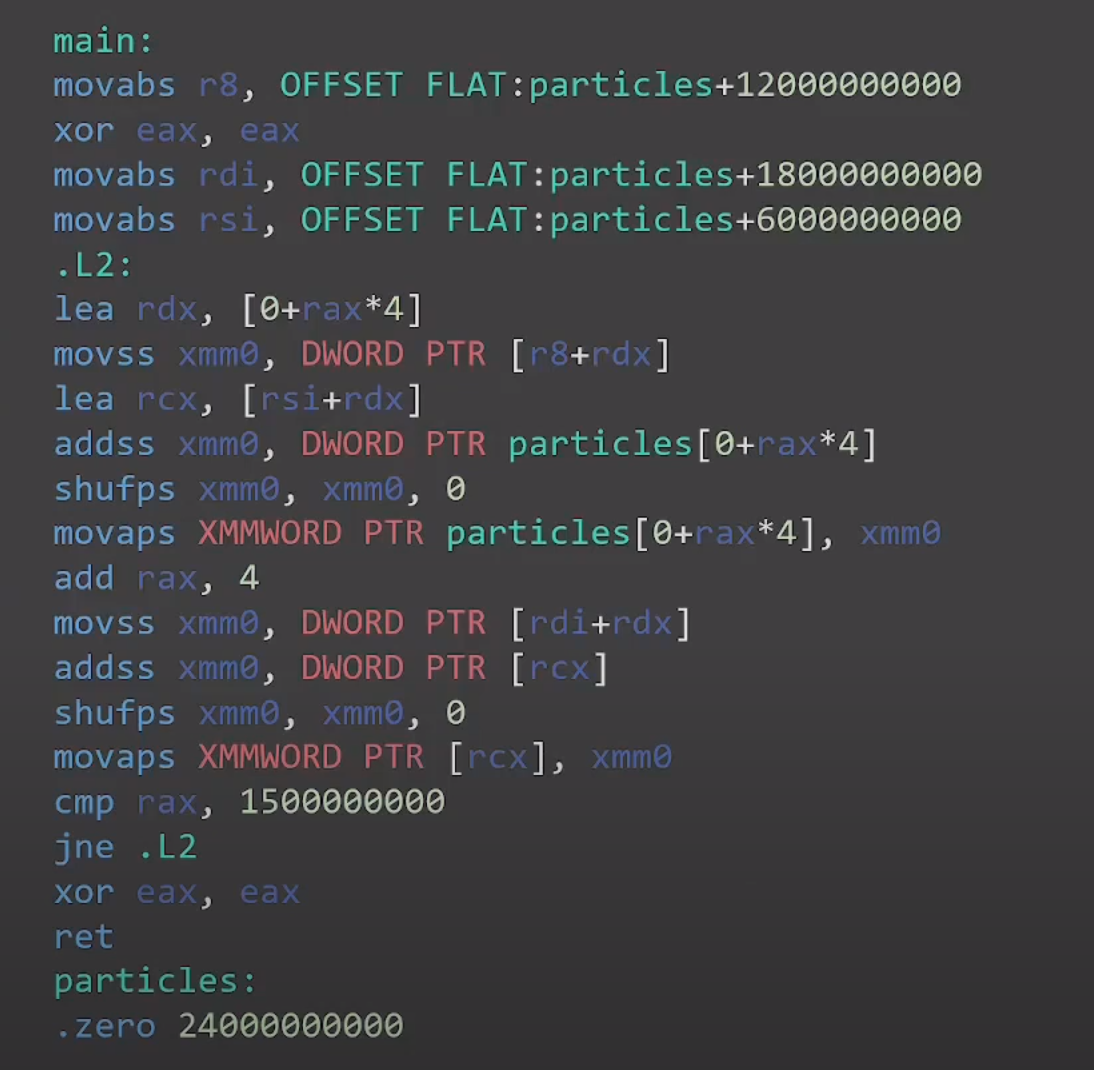 main:
movabs r8, OFFSET FLAT:particles+12000000000
xor eax, eax
movabs rdi, OFFSET FLAT:particles+18000000000
movabs rsi, OFFSET FLAT:particles+6000000000
.L2:
lea rdx, [0+rax*4]
movss xmm0, DWORD PTR [r8+rdx]
lea rcx, [rsi+rdx]
addss xmm0, DWORD PTR particles[0+rax*4]
shufps xmm0, xmm0, 0
movaps XMMWORD PTR particles[0+rax*4], xmm0
add rax, 4
movss xmm0, DWORD PTR [rdi+rdx]
addss xmm0, DWORD PTR [rcx]
shufps xmm0, xmm0, 0
movaps XMMWORD PTR [rcx], xmm0
cmp rax, 1500000000
jne .L2
xor eax, eax
ret
particles:
.zero 24000000000